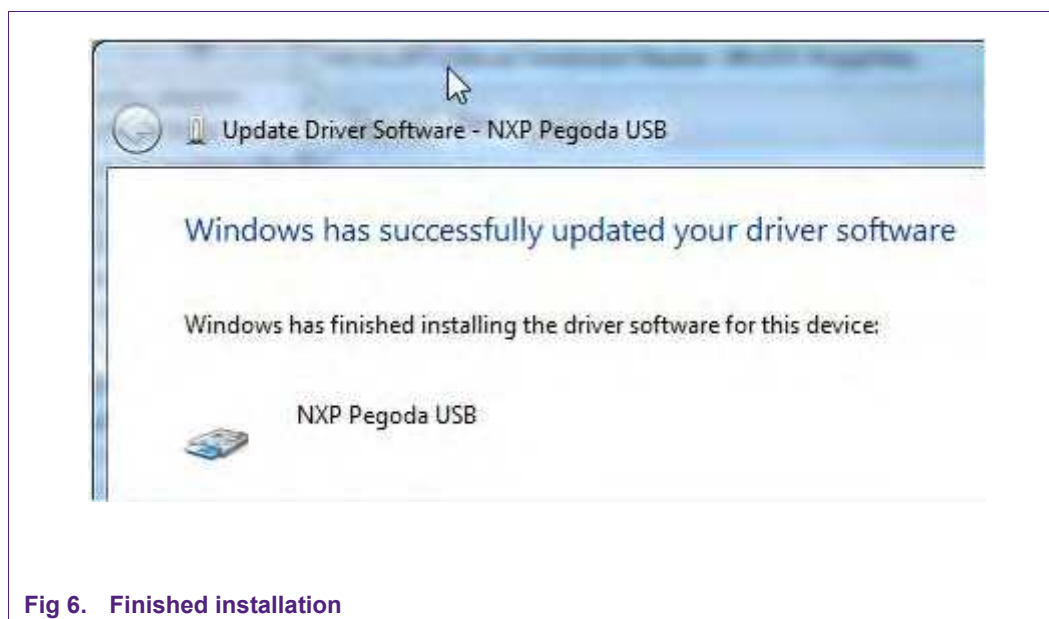 Update Driver Software - NXP Pegoda USB
Windows has successfully updated your driver software
Windows has finished installing the driver software for this device:
NXP Pegoda USB
Fig 6. Finished installation